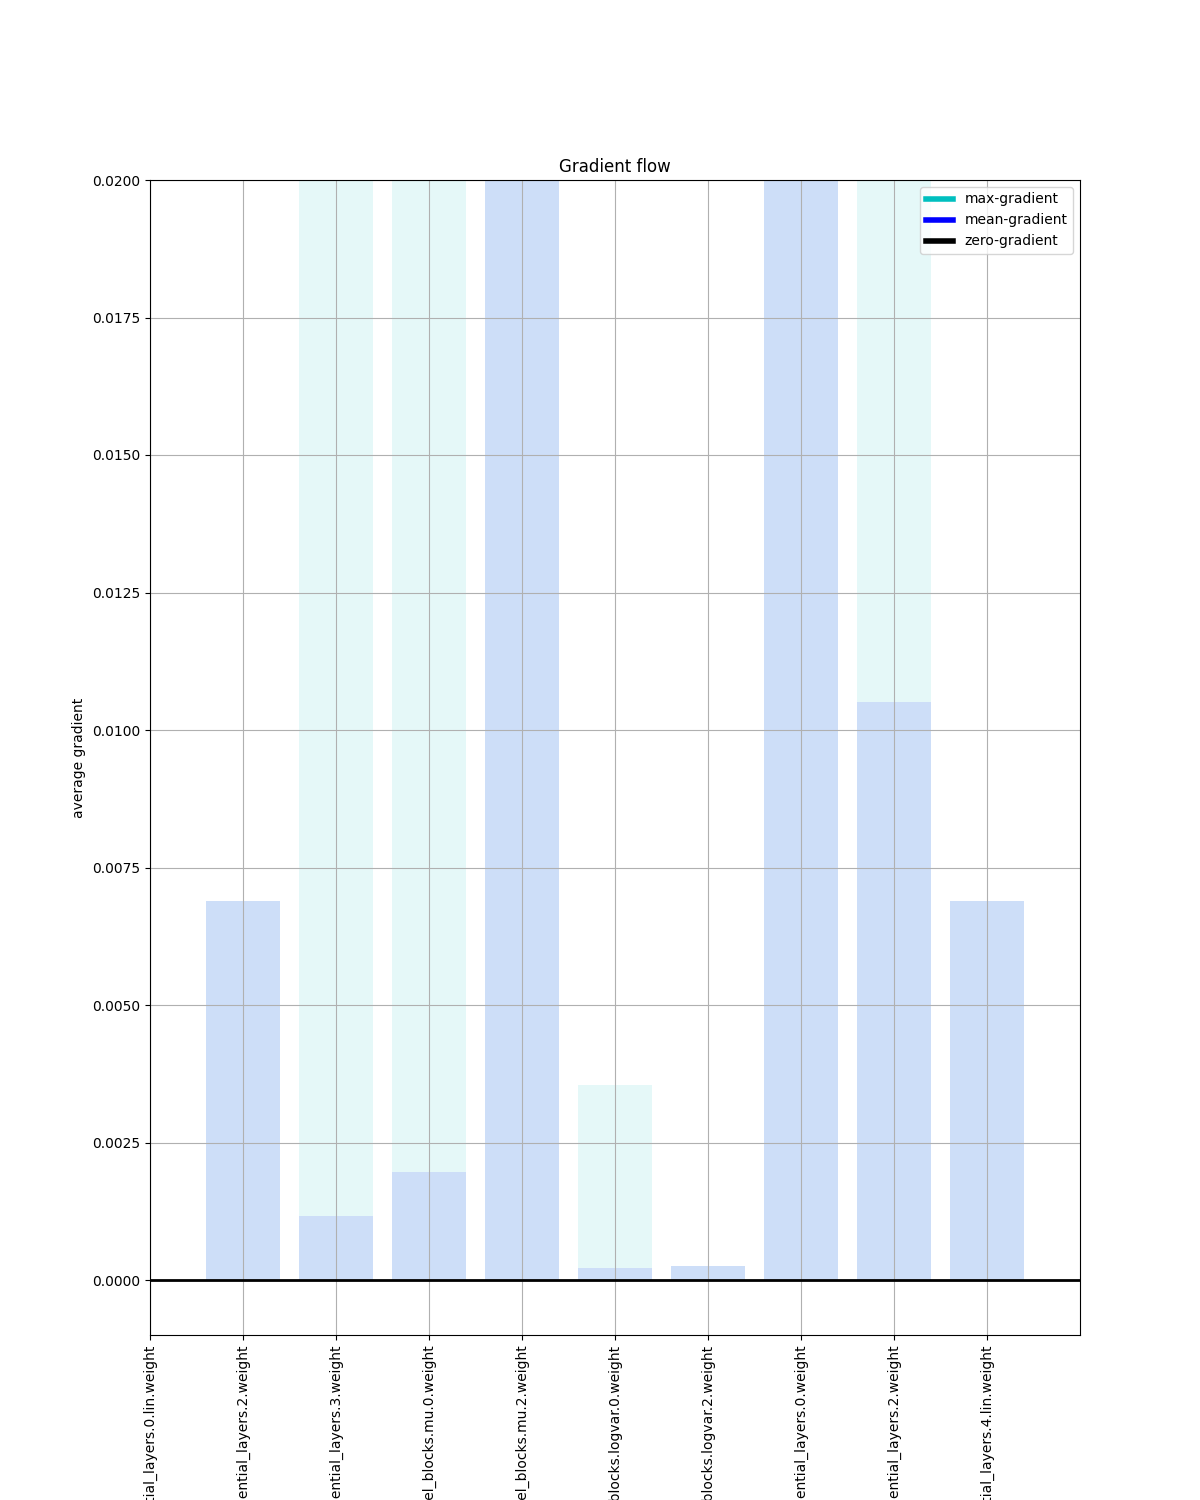 Gradient flow
max-gradient
mean-gradient
zero-gradient
0.0200
0.0175
0.0150
0.0125
0.0100
0.0075
0.0050
0.0025
0.0000
average gradient
tial_layers.0.lin.weight
ential_layers.2.weight
ential_layers.3.weight
el_blocks.mu.0.weight
el_blocks.mu.2.weight
blocks.logvar.0.weight
blocks.logvar.2.weight
ential_layers.0.weight
ential_layers.2.weight
tial_layers.4.lin.weight